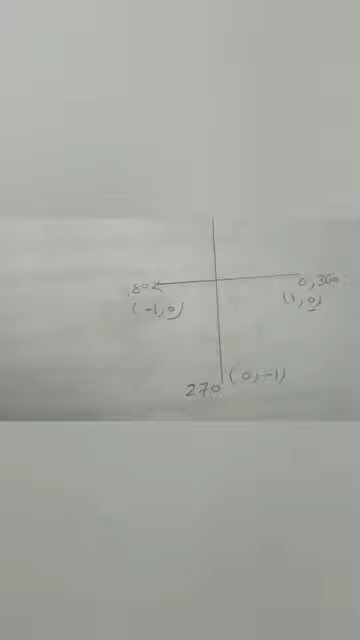 0, 360
(-1, 0)
(1, 0)
270 (0, -1)